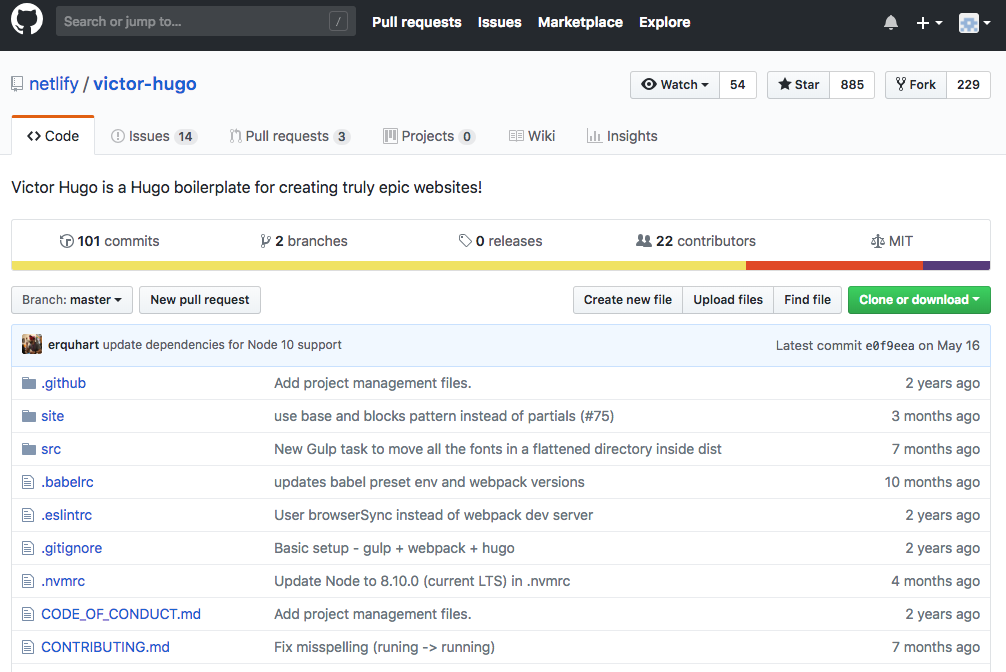 Search or jump to... / Pull requests Issues Marketplace Explore
netlify / victor-hugo Watch 54 Star 885 Fork 229
Code Issues 14 Pull requests 3 Projects 0 Wiki Insights
Victor Hugo is a Hugo boilerplate for creating truly epic websites!
101 commits 2 branches 0 releases 22 contributors MIT
Branch: master New pull request Create new file Upload files Find file Clone or download
erquhart update dependencies for Node 10 support Latest commit e0f9eea on May 16
.github Add project management files. 2 years ago
site use base and blocks pattern instead of partials (#75) 3 months ago
src New Gulp task to move all the fonts in a flattened directory inside dist 7 months ago
.babelrc updates babel preset env and webpack versions 10 months ago
.eslintrc User browserSync instead of webpack dev server 2 years ago
.gitignore Basic setup - gulp + webpack + hugo 2 years ago
.nvmrc Update Node to 8.10.0 (current LTS) in .nvmrc 4 months ago
CODE_OF_CONDUCT.md Add project management files. 2 years ago
CONTRIBUTING.md Fix misspelling (runing -> running) 7 months ago